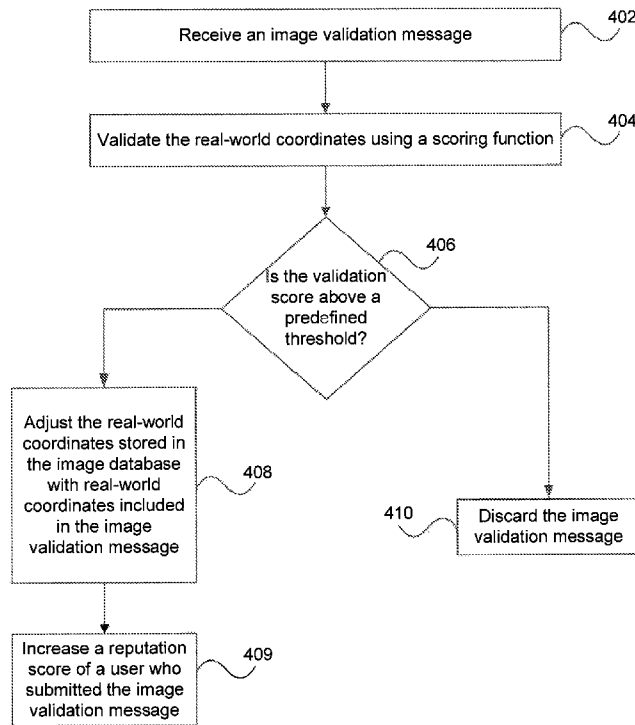 Receive an image validation message
402
Validate the real-world coordinates using a scoring function
404
406
Is the validation
score above a
predefined
threshold?
Adjust the real-world
coordinates stored in
the image database
with real-world
coordinates included
in the image
validation message
408
410
Discard the image
validation message
Increase a reputation
score of a user who
submitted the image
validation message
409